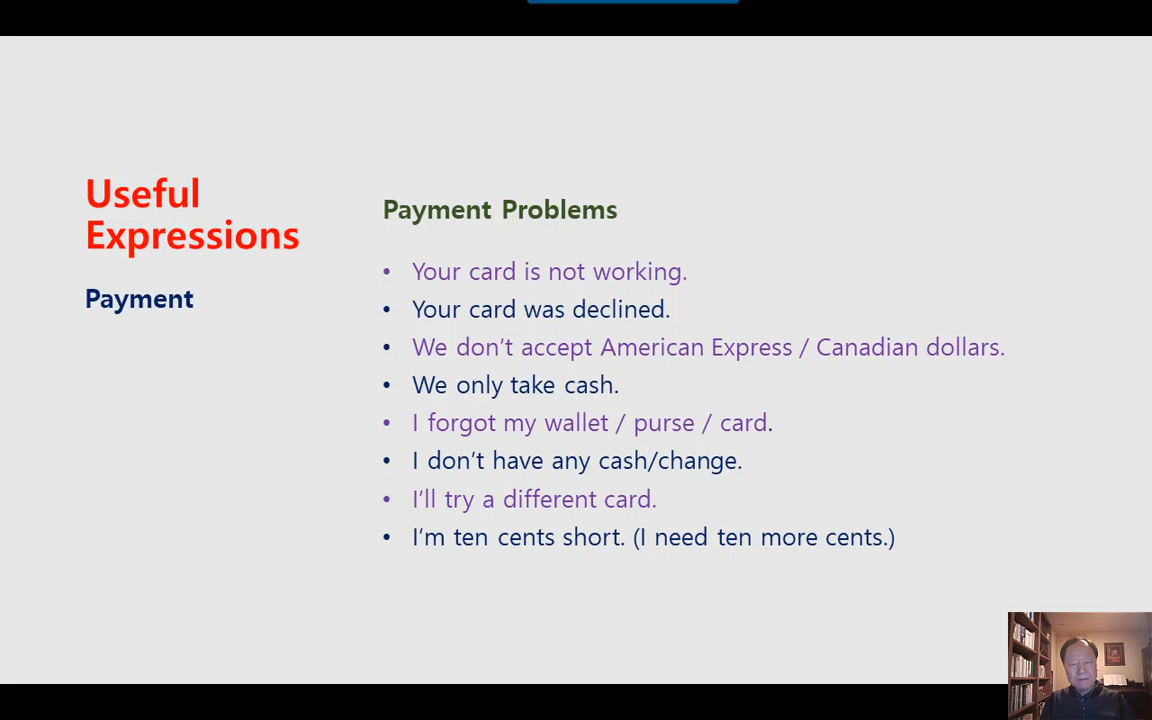 Useful
Expressions
Payment
Payment Problems
• Your card is not working.
• Your card was declined.
• We don’t accept American Express / Canadian dollars.
• We only take cash.
• I forgot my wallet / purse / card.
• I don’t have any cash/change.
• I’ll try a different card.
• I’m ten cents short. (I need ten more cents.)